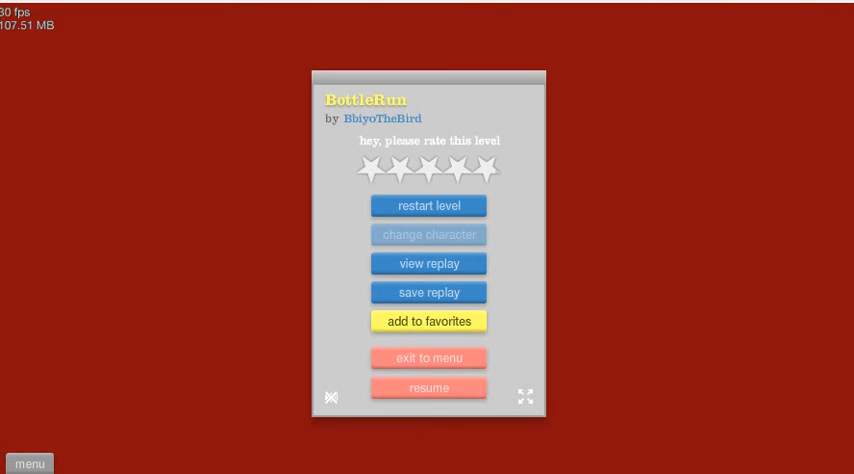 30 fps
107.51 MB
BottleRun
by BbiyoTheBird
hey, please rate this level
restart level
change character
view replay
save replay
add to favorites
exit to menu
resume
menu